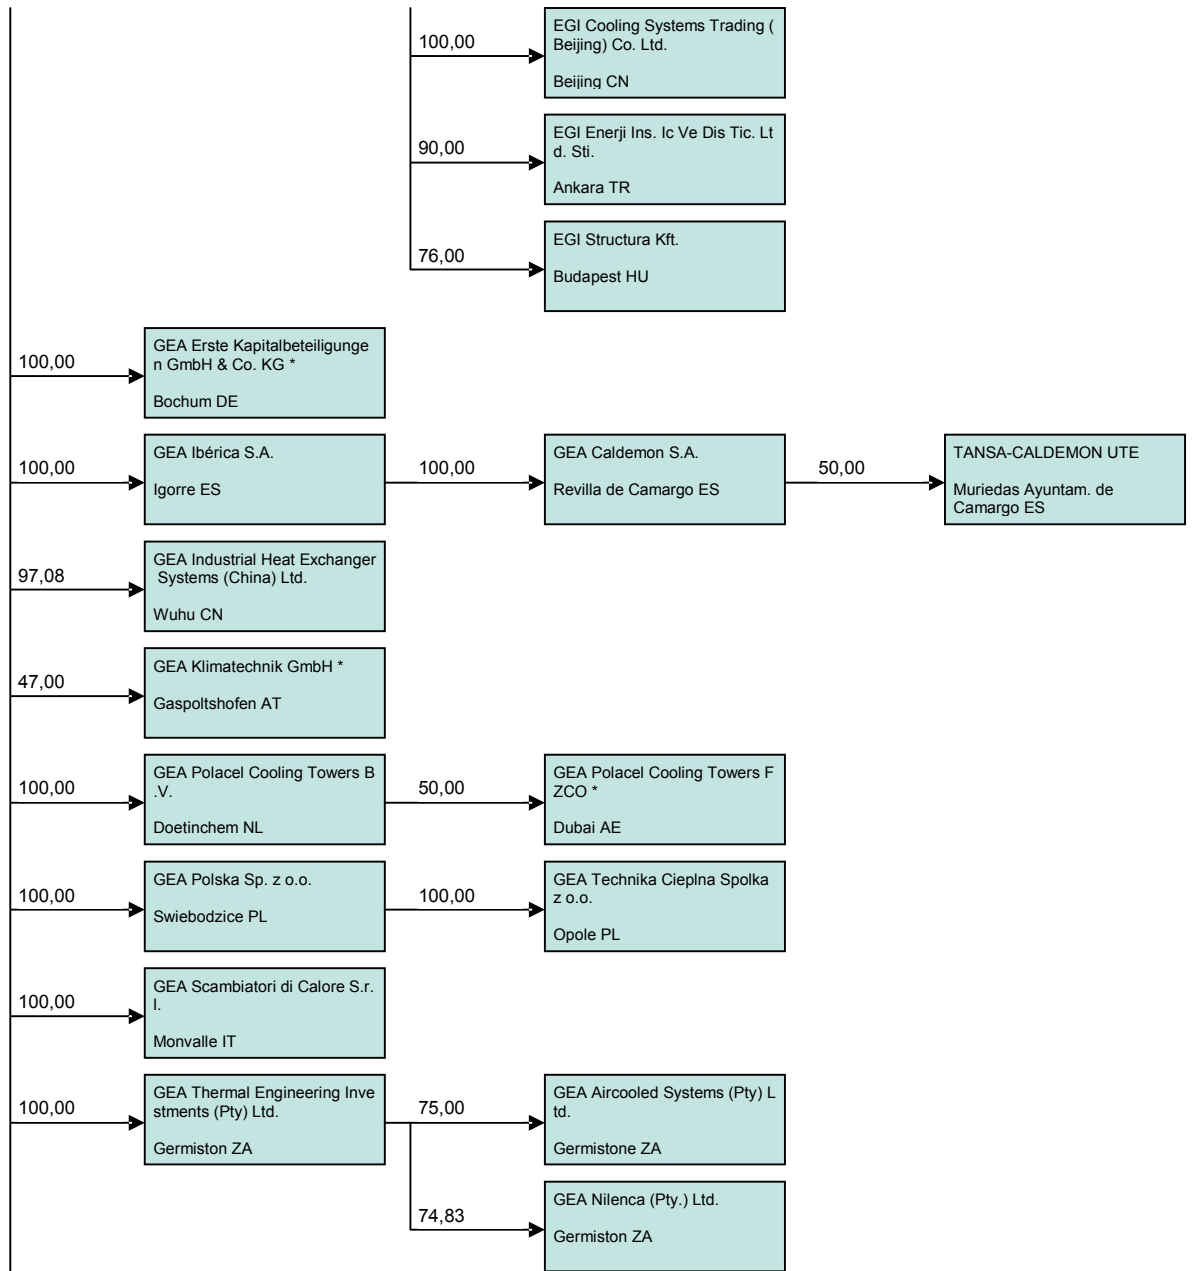 100,00
EGI Cooling Systems Trading (
Beijing) Co. Ltd.
Beijing CN
90,00
EGI Enerji Ins. Ic Ve Dis Tic. Lt
d. Sti.
Ankara TR
76,00
EGI Structura Kft.
Budapest HU
100,00
GEA Erste Kapitalbeteiligunge
n GmbH & Co. KG *
Bochum DE
100,00
GEA Ibérica S.A.
Igorre ES
100,00
GEA Caldemon S.A.
Revilla de Camargo ES
50,00
TANSA-CALDEMON UTE
Muriedas Ayuntam. de
Camargo ES
97,08
GEA Industrial Heat Exchanger
Systems (China) Ltd.
Wuhu CN
47,00
GEA Klimatechnik GmbH *
Gaspoltshofen AT
100,00
GEA Polacel Cooling Towers B
.V.
Doetinchem NL
50,00
GEA Polacel Cooling Towers F
ZCO *
Dubai AE
100,00
GEA Polska Sp. z o.o.
Swiebodzice PL
100,00
GEA Technika Cieplna Spolka
z o.o.
Opole PL
100,00
GEA Scambiatori di Calore S.r.
l.
Monvalle IT
100,00
GEA Thermal Engineering Inve
stments (Pty) Ltd.
Germiston ZA
75,00
GEA Aircooled Systems (Pty) L
td.
Germistone ZA
74,83
GEA Nilenca (Pty.) Ltd.
Germiston ZA